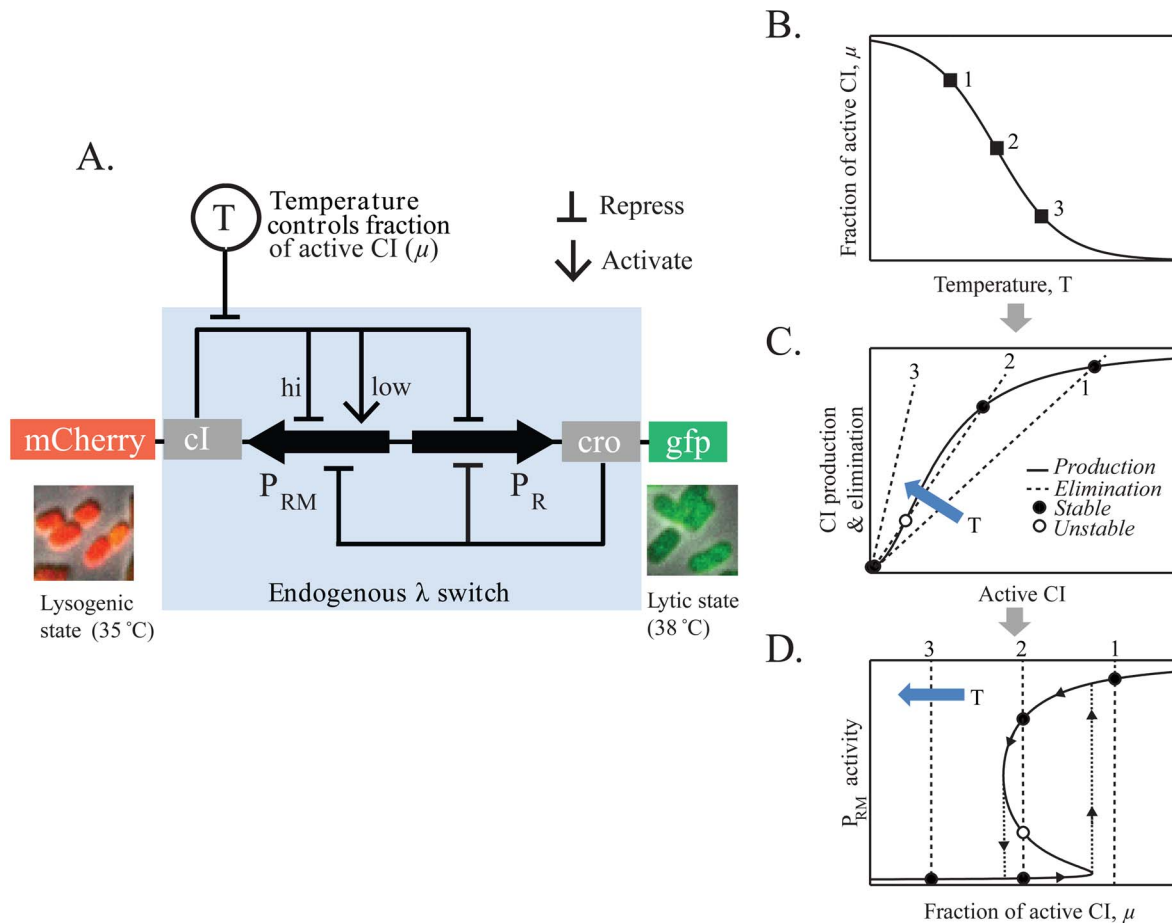 A.
T
Temperature
controls fraction
of active CI (μ)
Repress
Activate
hi
low
mCherry
cI
cro
gfp
P RM
P R
Endogenous λ switch
Lysogenic
state (35 °C)
Lytic state
(38 °C)
B.
Fraction of active CI, μ
1
2
3
Temperature, T
C.
CI production
& elimination
3
2
1
T
Production
Elimination
Stable
Unstable
Active CI
D.
P RM activity
3
2
1
T
Fraction of active CI, μ